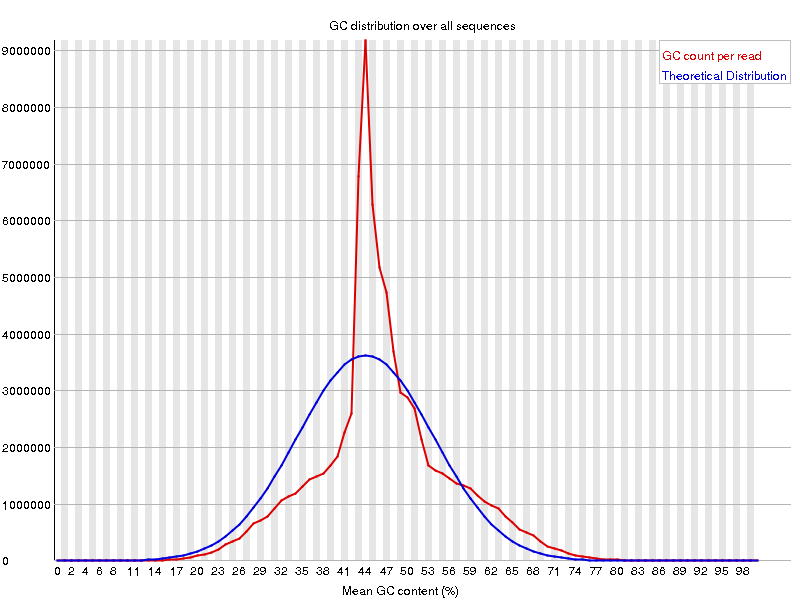 GC distribution over all sequences
GC count per read
Theoretical Distribution
9000000
8000000
7000000
6000000
5000000
4000000
3000000
2000000
1000000
0
0 2 4 6 8 11 14 17 20 23 26 29 32 35 38 41 44 47 50 53 56 59 62 65 68 71 74 77 80 83 86 89 92 95 98
Mean GC content (%)